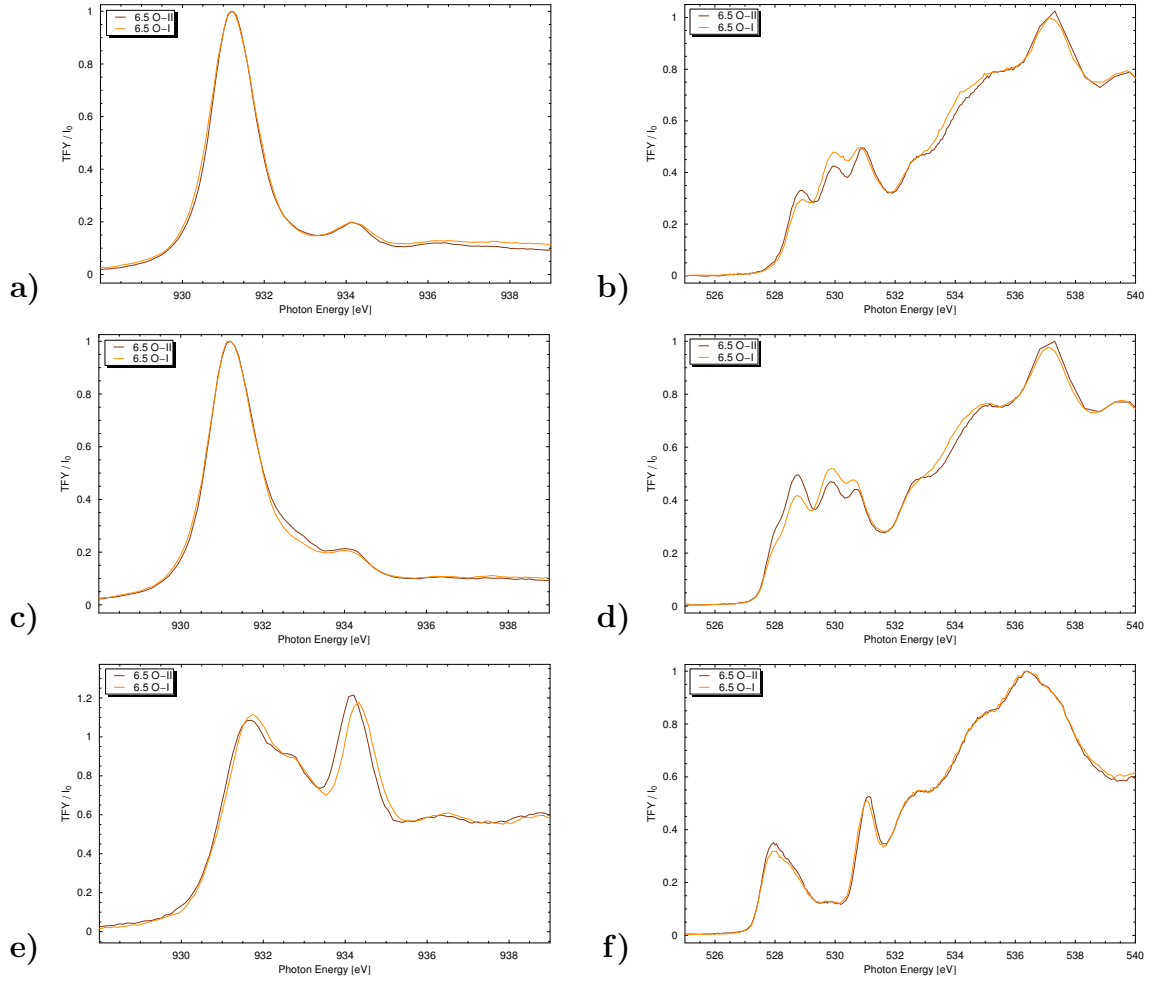 a)
6.5 O-II
6.5 O-I
TFY / I0
1
0.8
0.6
0.4
0.2
0
930 932 934 936 938
Photon Energy [eV]
b)
6.5 O-II
6.5 O-I
TFY / I0
1
0.8
0.6
0.4
0.2
0
526 528 530 532 534 536 538 540
Photon Energy [eV]
c)
6.5 O-II
6.5 O-I
TFY / I0
1
0.8
0.6
0.4
0.2
0
930 932 934 936 938
Photon Energy [eV]
d)
6.5 O-II
6.5 O-I
TFY / I0
1
0.8
0.6
0.4
0.2
0
526 528 530 532 534 536 538 540
Photon Energy [eV]
e)
6.5 O-II
6.5 O-I
TFY / I0
1.2
1
0.8
0.6
0.4
0.2
0
930 932 934 936 938
Photon Energy [eV]
f)
6.5 O-II
6.5 O-I
TFY / I0
1
0.8
0.6
0.4
0.2
0
526 528 530 532 534 536 538 540
Photon Energy [eV]